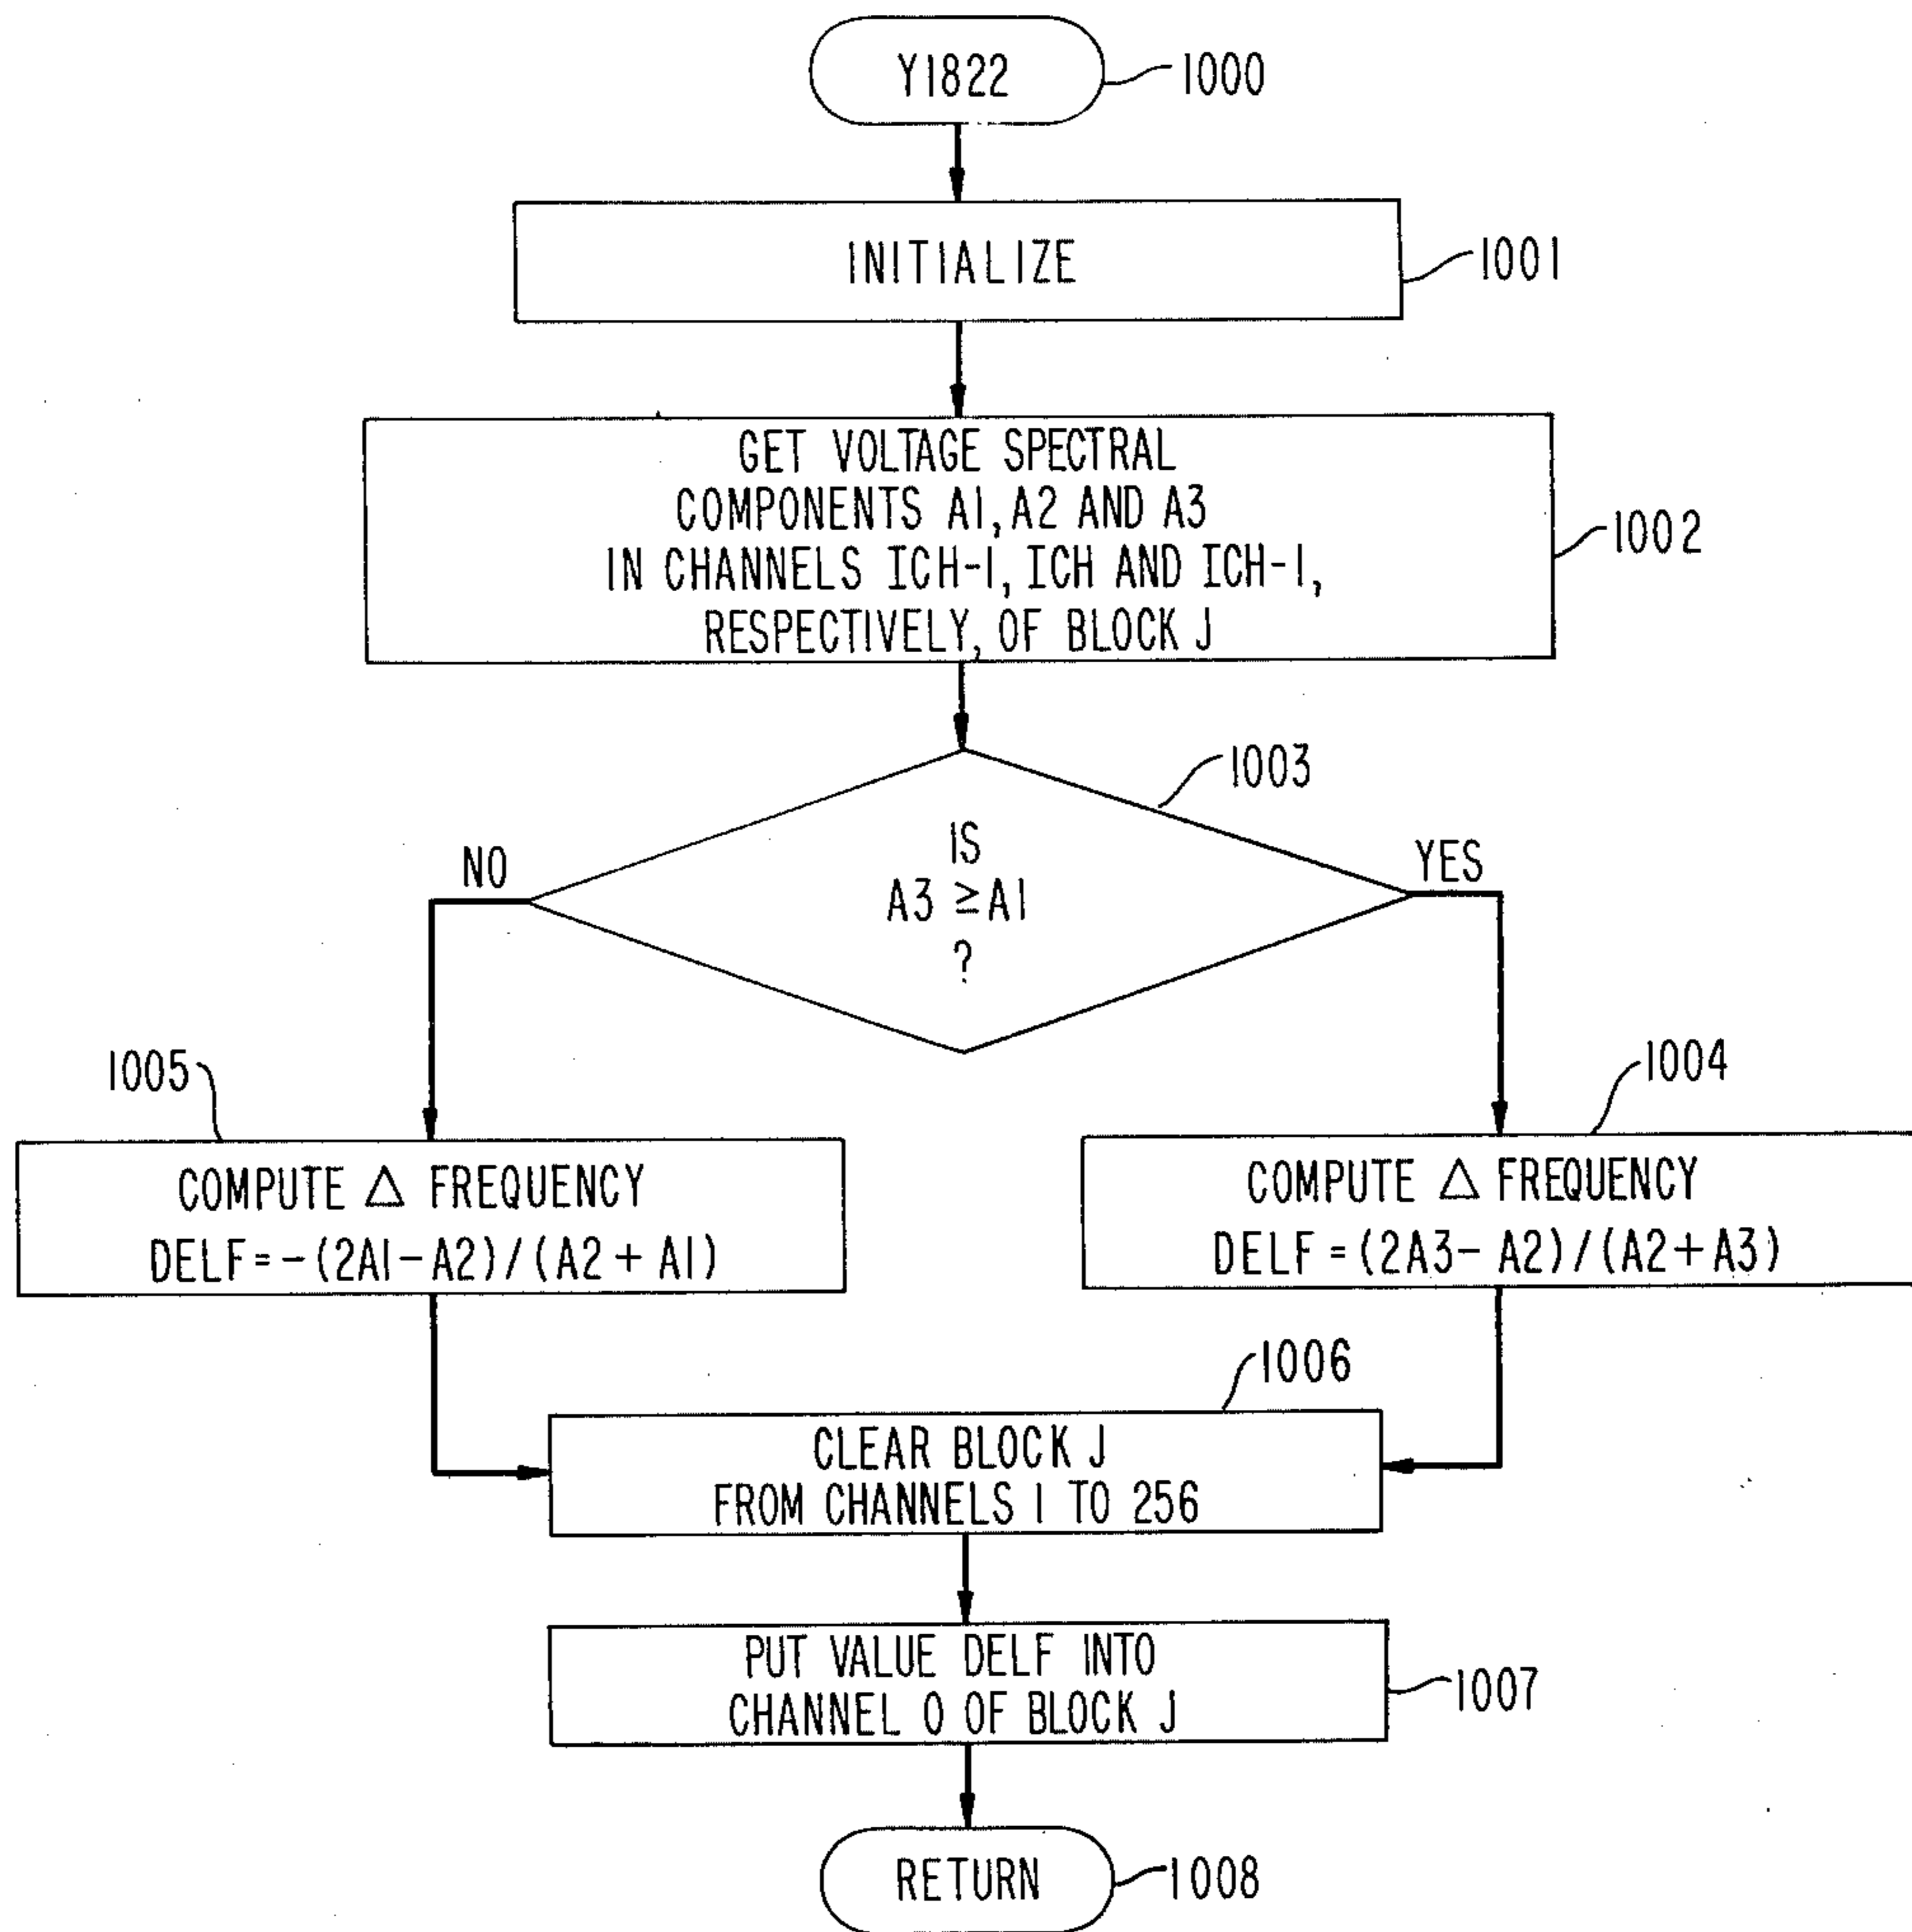 Y1822
1000
INITIALIZE
1001
GET VOLTAGE SPECTRAL
COMPONENTS A1, A2 AND A3
IN CHANNELS ICH-1, ICH AND ICH-1,
RESPECTIVELY, OF BLOCK J
1002
1003
IS
A3 ≥ A1
?
NO
YES
1005
1004
COMPUTE △ FREQUENCY
DELF = -(2A1-A2)/(A2 + A1)
COMPUTE △ FREQUENCY
DELF = (2A3-A2)/(A2+A3)
1006
CLEAR BLOCK J
FROM CHANNELS 1 TO 256
PUT VALUE DELF INTO
CHANNEL 0 OF BLOCK J
1007
RETURN
1008